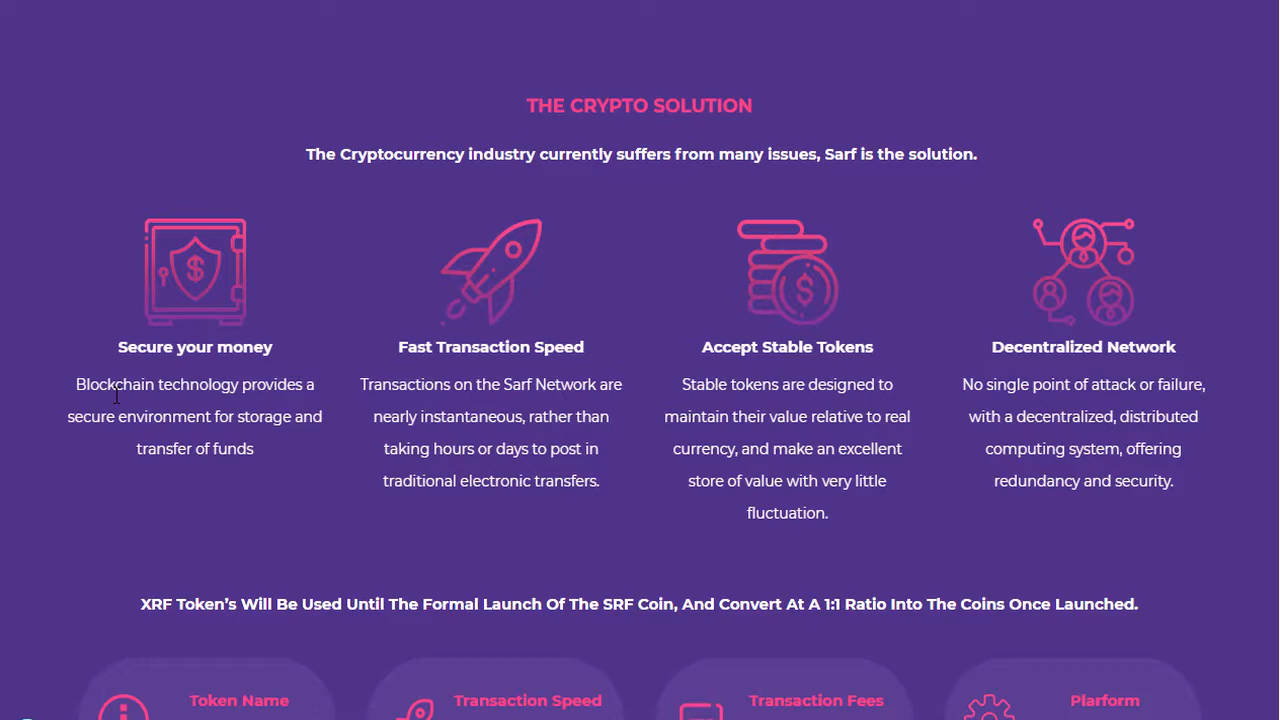 THE CRYPTO SOLUTION
The Cryptocurrency industry currently suffers from many issues, Sarf is the solution.
Secure your money
Blockchain technology provides a
secure environment for storage and
transfer of funds
Fast Transaction Speed
Transactions on the Sarf Network are
nearly instantaneous, rather than
taking hours or days to post in
traditional electronic transfers.
Accept Stable Tokens
Stable tokens are designed to
maintain their value relative to real
currency, and make an excellent
store of value with very little
fluctuation.
Decentralized Network
No single point of attack or failure,
with a decentralized, distributed
computing system, offering
redundancy and security.
XRF Token's Will Be Used Until The Formal Launch Of The SRF Coin, And Convert At A 1:1 Ratio Into The Coins Once Launched.
Token Name
Transaction Speed
Transaction Fees
Plarform